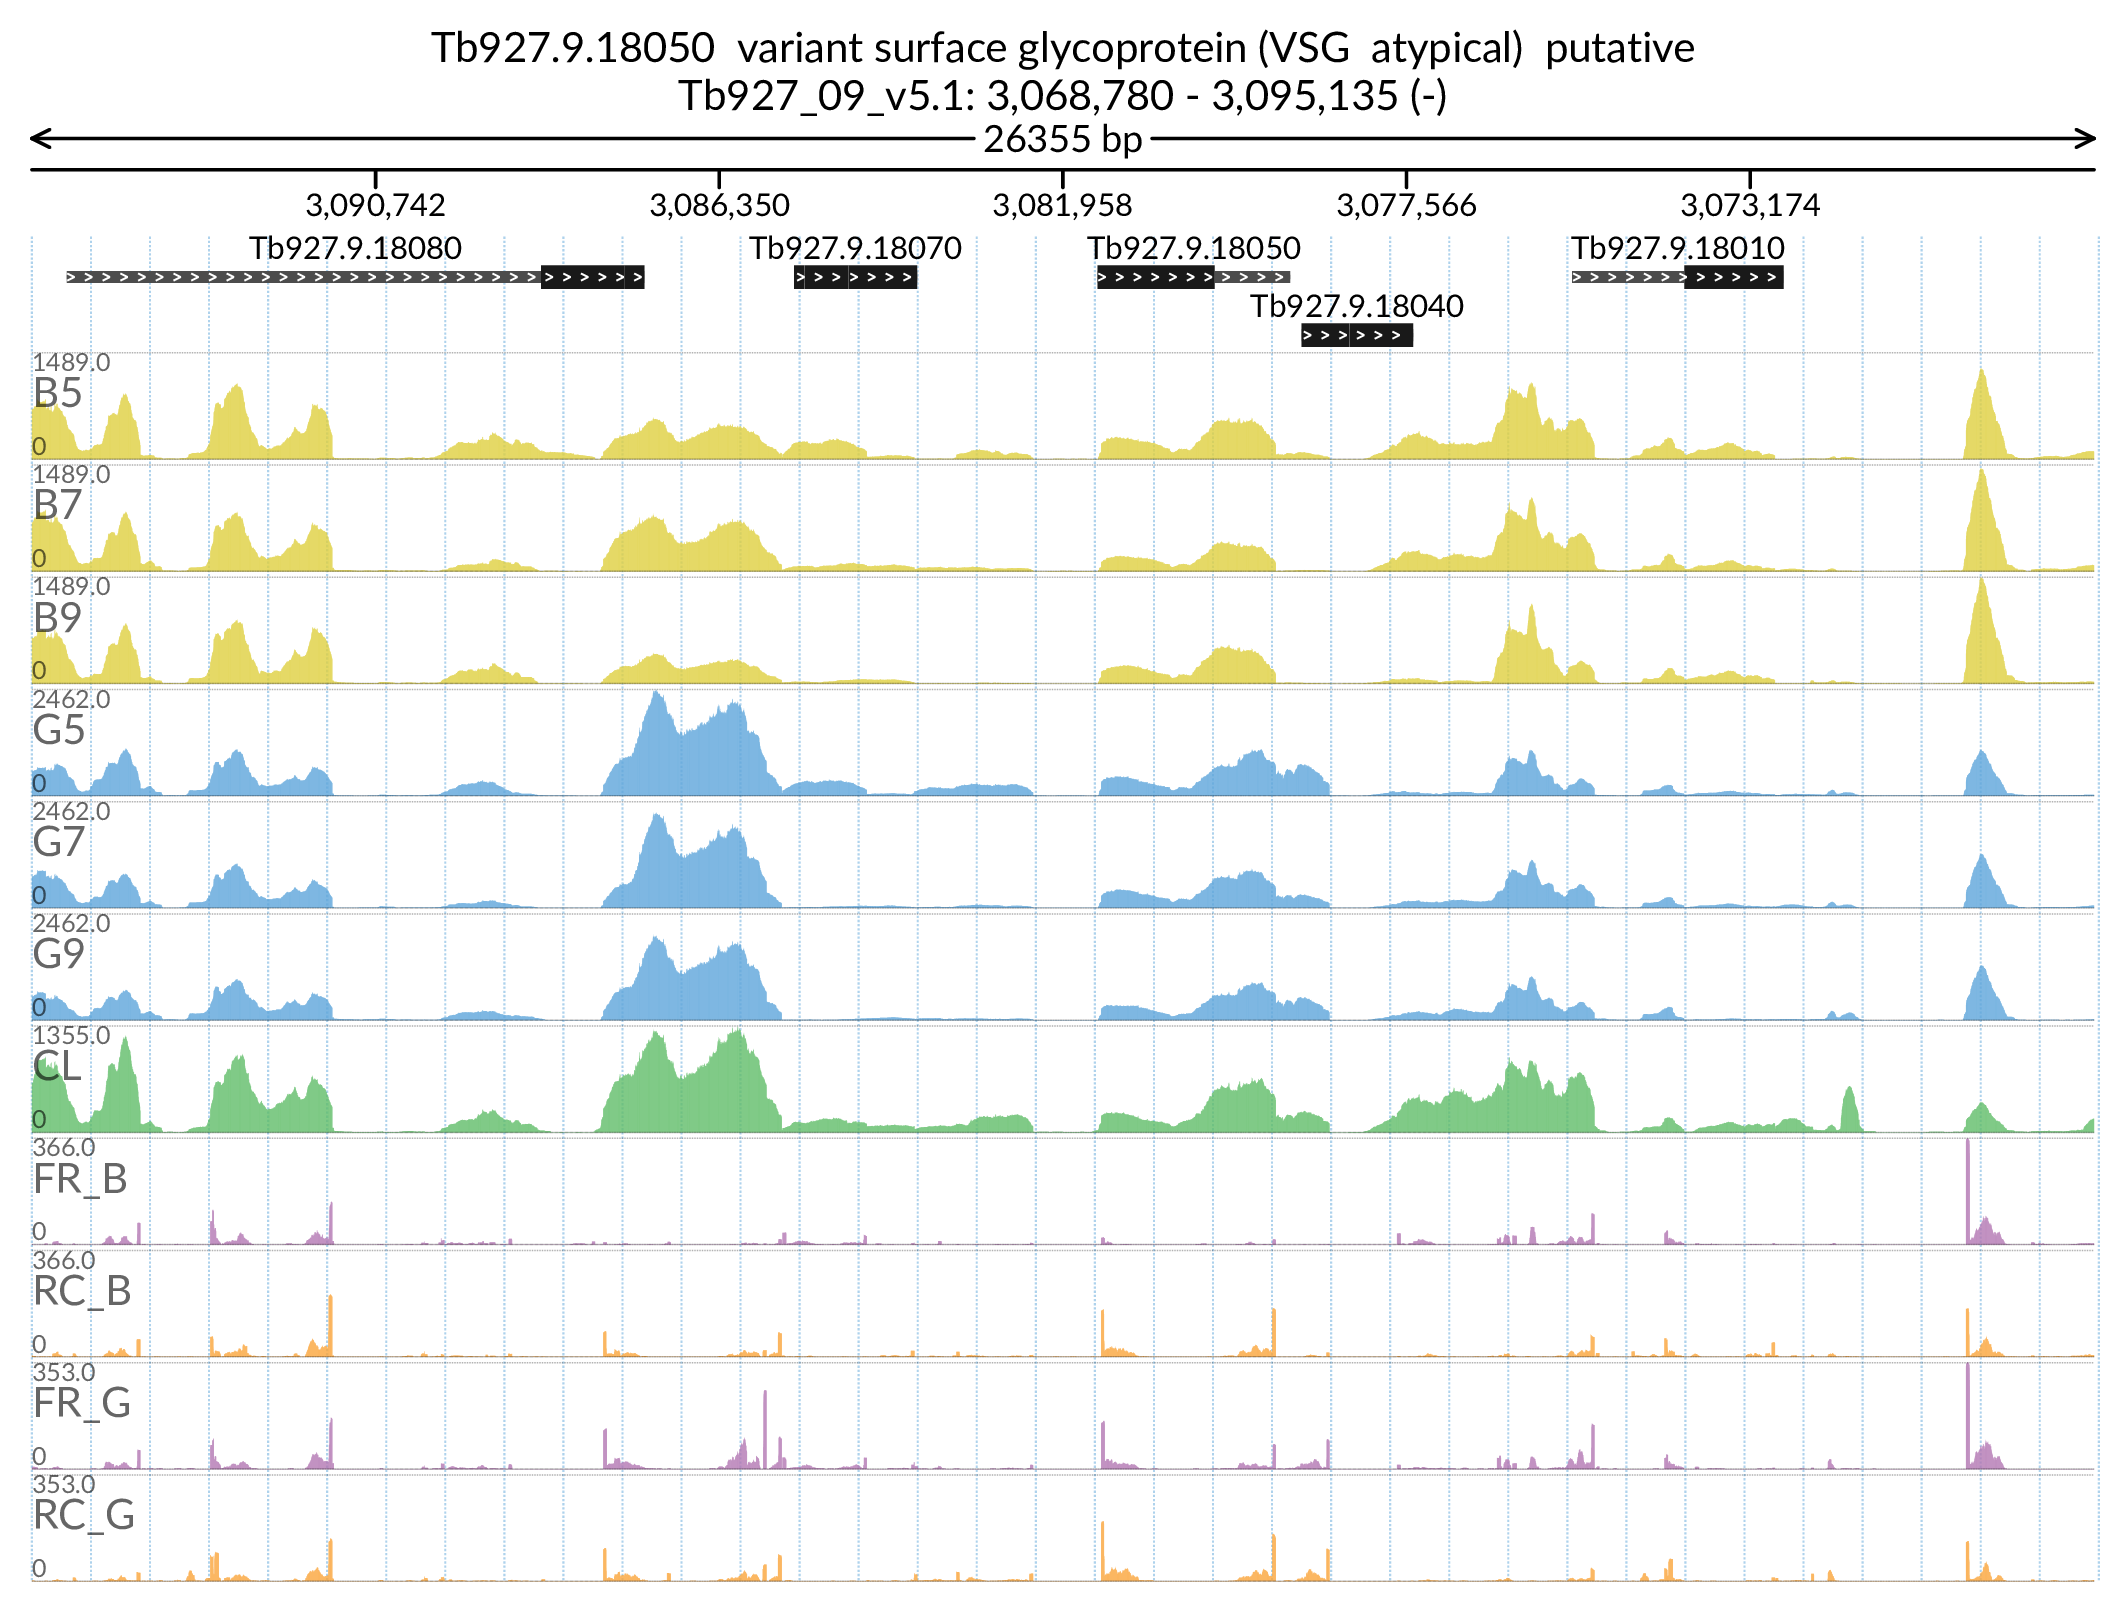 Tb927.9.18050 variant surface glycoprotein (VSG atypical) putative
Tb927_09_v5.1: 3,068,780 - 3,095,135 (-)
26355 bp
3,090,742 3,086,350 3,081,958 3,077,566 3,073,174
Tb927.9.18080 Tb927.9.18070 Tb927.9.18050 Tb927.9.18010
Tb927.9.18040
1489.0
B5
0
1489.0
B7
0
1489.0
B9
0
2462.0
G5
0
2462.0
G7
0
2462.0
G9
0
1355.0
CL
0
366.0
FR_B
0
366.0
RC_B
0
353.0
FR_G
0
353.0
RC_G
0